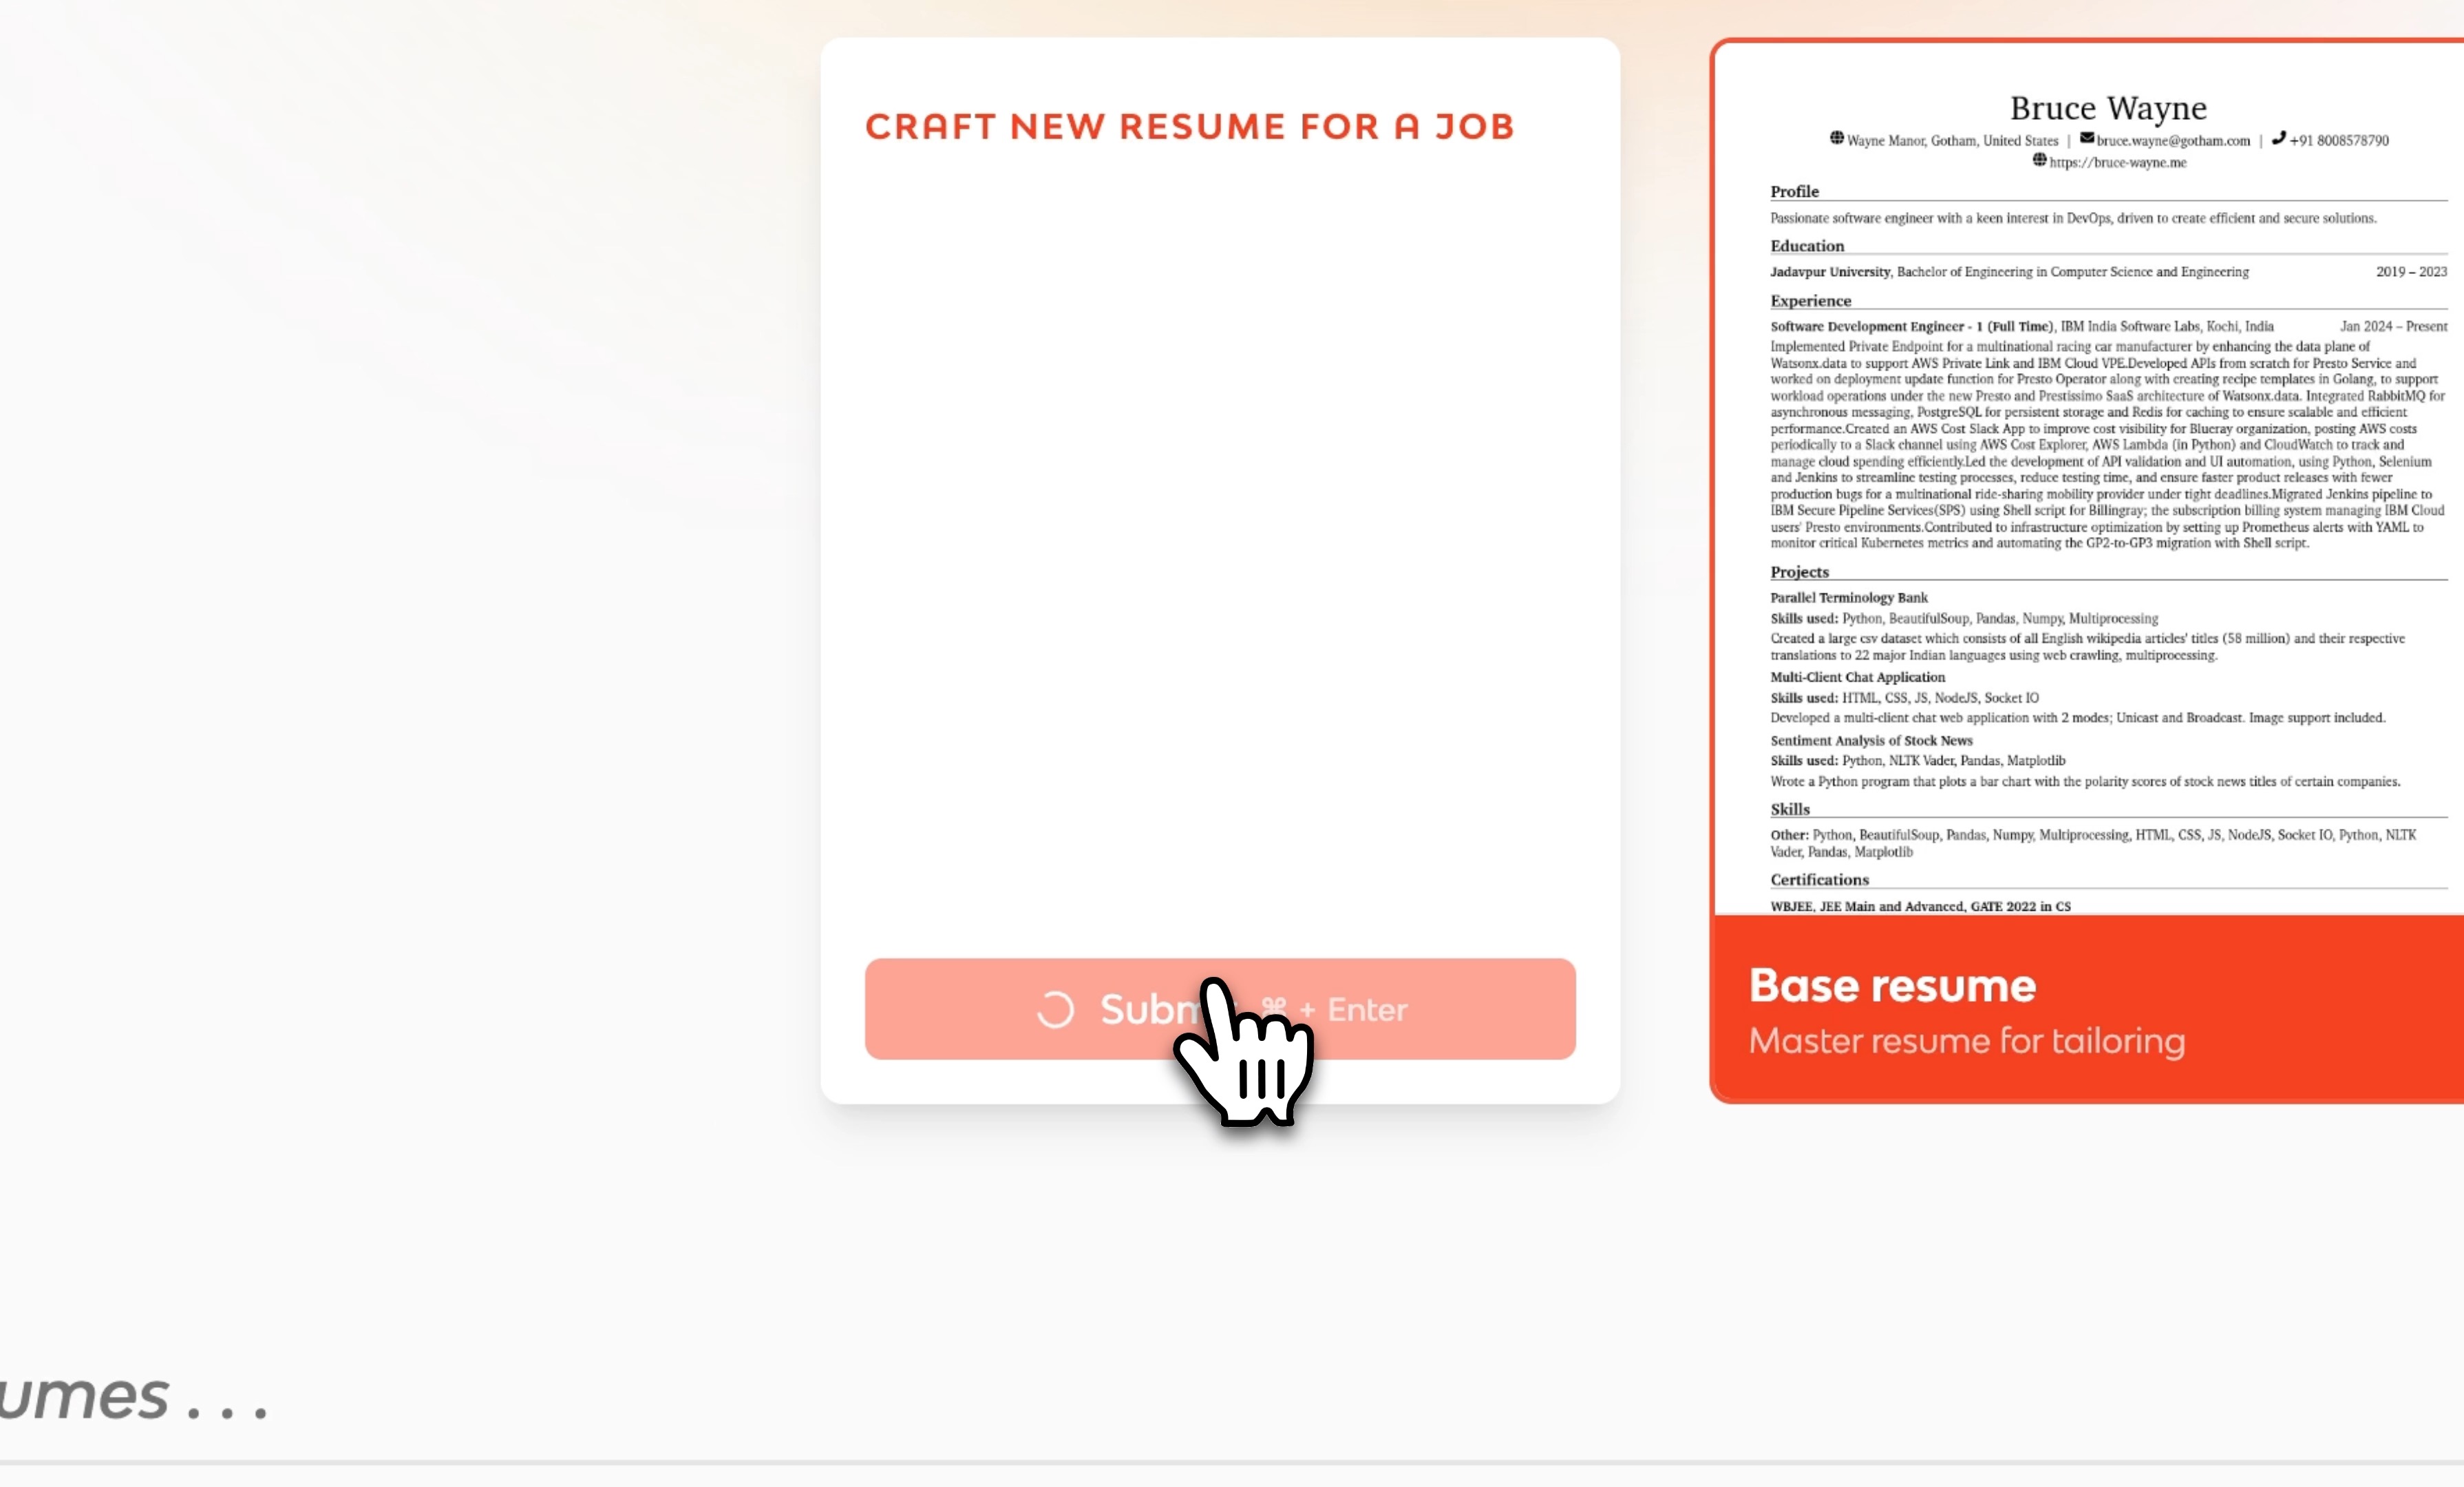 CRAFT NEW RESUME FOR A JOB
⌘ + Enter
Bruce Wayne
Wayne Manor, Gotham, United States | bruce.wayne@gotham.com | +91 8008578790
https://bruce-wayne.me
Profile
Passionate software engineer with a keen interest in DevOps, driven to create efficient and secure solutions.
Education
Jadavpur University, Bachelor of Engineering in Computer Science and Engineering 2019 – 2023
Experience
Software Development Engineer - 1 (Full Time), IBM India Software Labs, Kochi, India Jan 2024 – Present
Implemented Private Endpoint for a multinational racing car manufacturer by enhancing the data plane of
Watsonx.data to support AWS Private Link and IBM Cloud VPE.Developed APIs from scratch for Presto Service and
worked on deployment update function for Presto Operator along with creating recipe templates in Golang, to support
workload operations under the new Presto and Prestissimo SaaS architecture of Watsonx.data. Integrated RabbitMQ for
asynchronous messaging, PostgreSQL for persistent storage and Redis for caching to ensure scalable and efficient
performance.Created an AWS Cost Slack App to improve cost visibility for Blueray organization, posting AWS costs
periodically to a Slack channel using AWS Cost Explorer, AWS Lambda (in Python) and CloudWatch to track and
manage cloud spending efficiently.Led the development of API validation and UI automation, using Python, Selenium
and Jenkins to streamline testing processes, reduce testing time, and ensure faster product releases with fewer
production bugs for a multinational ride-sharing mobility provider under tight deadlines.Migrated Jenkins pipeline to
IBM Secure Pipeline Services(SPS) using Shell script for Billingray; the subscription billing system managing IBM Cloud
users' Presto environments.Contributed to infrastructure optimization by setting up Prometheus alerts with YAML to
monitor critical Kubernetes metrics and automating the GP2-to-GP3 migration with Shell script.
Projects
Parallel Terminology Bank
Skills used: Python, BeautifulSoup, Pandas, Numpy, Multiprocessing
Created a large csv dataset which consists of all English wikipedia articles' titles (58 million) and their respective
translations to 22 major Indian languages using web crawling, multiprocessing.
Multi-Client Chat Application
Skills used: HTML, CSS, JS, NodeJS, Socket IO
Developed a multi-client chat web application with 2 modes; Unicast and Broadcast. Image support included.
Sentiment Analysis of Stock News
Skills used: Python, NLTK Vader, Pandas, Matplotlib
Wrote a Python program that plots a bar chart with the polarity scores of stock news titles of certain companies.
Skills
Other: Python, BeautifulSoup, Pandas, Numpy, Multiprocessing, HTML, CSS, JS, NodeJS, Socket IO, Python, NLTK
Vader, Pandas, Matplotlib
Certifications
WBJEE, JEE Main and Advanced, GATE 2022 in CS
Base resume
Master resume for tailoring
umes . . .